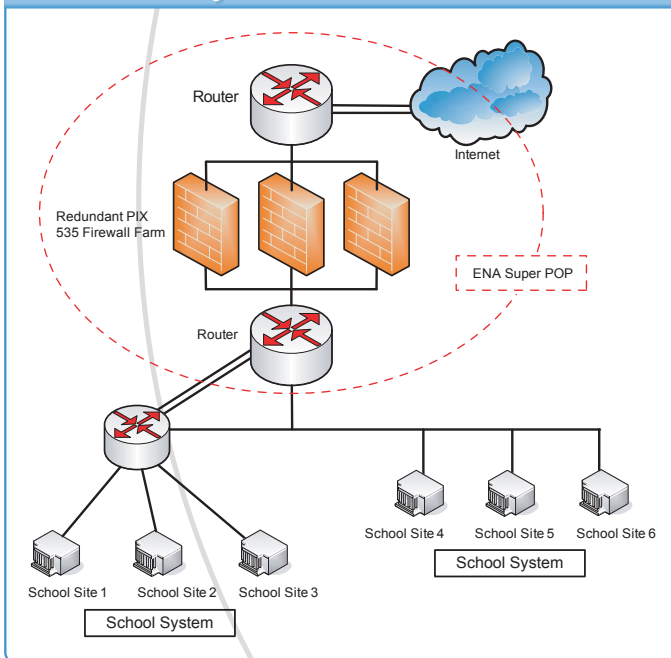 Router
Internet
Redundant PIX
535 Firewall Farm
ENA Super POP
Router
School Site 4
School Site 5
School Site 6
School System
School Site 1
School Site 2
School Site 3
School System